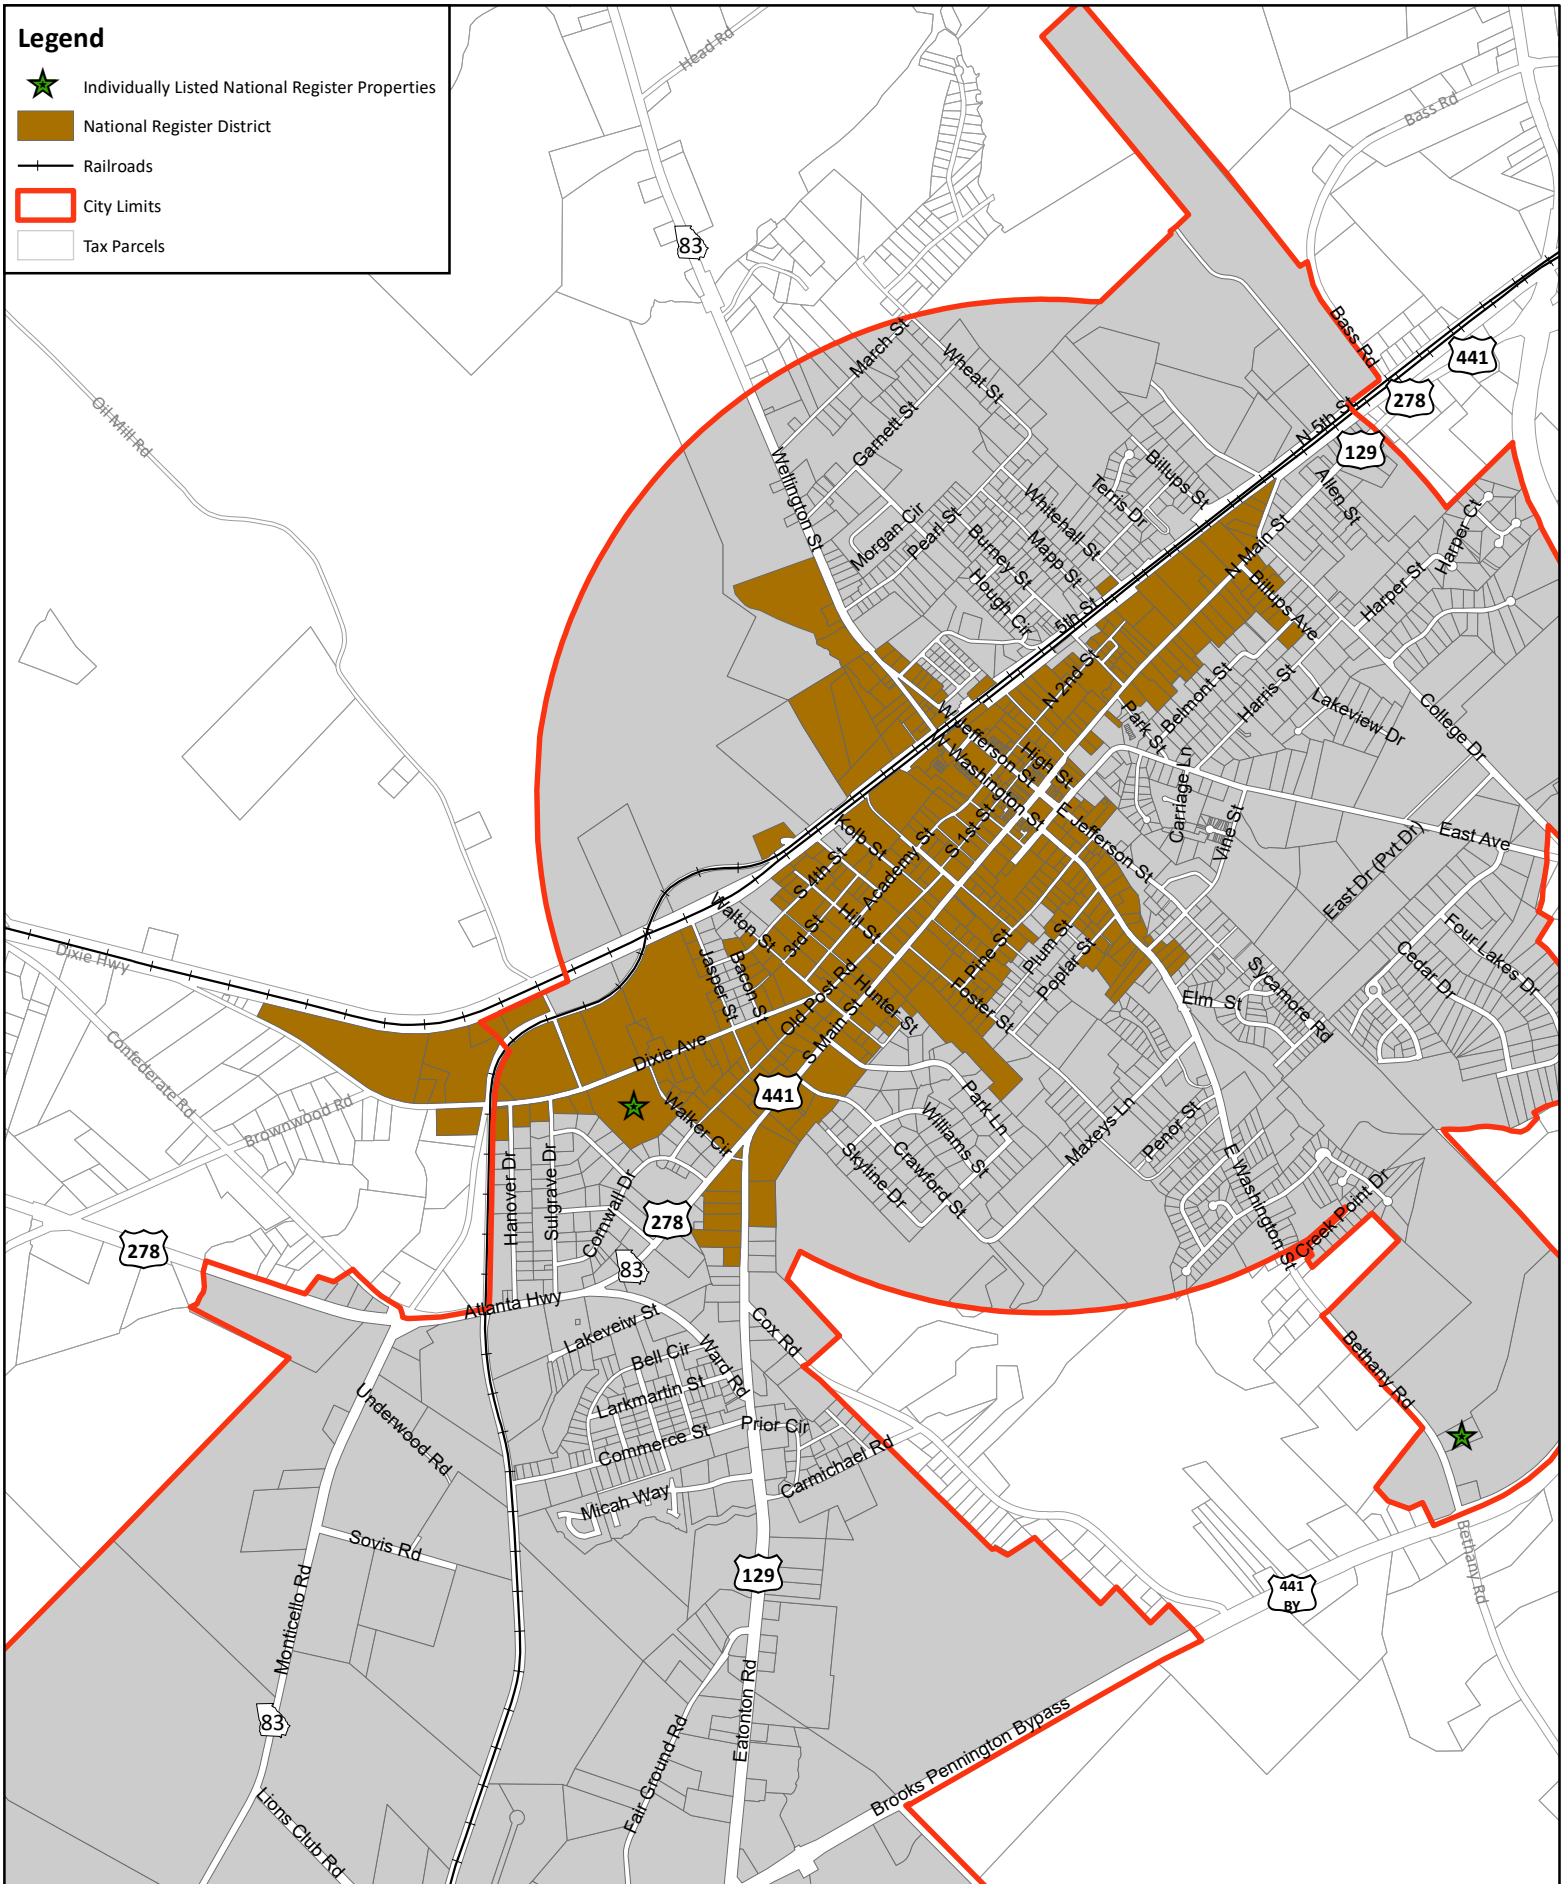 Legend
Individually Listed National Register Properties
National Register District
Railroads
City Limits
Tax Parcels
Head Rd
Bass Rd
83
Bass Rd
441
278
129
Oil Mill Rd
March St
Wheat St
Garnett St
Wellington St
N 5th St
Billups St
Terris Dr
Allen St
Whitehall St
Morgan Cir
Pearl St
Burney St
Mapp St
Hough Cir
5th St
N Main St
Billups Ave
Harper Ct
Harper St
N 2nd St
Belmont St
Park St
Harris St
Lakeview Dr
College Dr
W Jefferson St
W Washington St
High St
Carriage Ln
E Jefferson St
Vine St
East Ave
East Dr (Pvt Dr)
Kolb St
S 4th St
Academy St
S 1st St
Walton St
3rd St
Hill St
Jasper St
Bacon St
Old Post Rd
Hunter St
S Main St
Foster St
Pine St
Plum St
Poplar St
Elm St
Sycamore Rd
Cedar Dr
Four Lakes Dr
Dixie Hwy
Confederate Rd
Brownwood Rd
Dixie Ave
441
Walker Cir
Park Ln
Williams St
Crawford St
Skyline Dr
Maxeys Ln
Penor St
E Washington St
S Creek Point Dr
Hanover Dr
Sulgrave Dr
Cornwall Dr
278
278
83
Atlanta Hwy
Lakeveiw St
Ward Rd
Cox Rd
Bell Cir
Larkmartin St
Commerce St
Prior Cir
Micah Way
Carmichael Rd
Bethany Rd
Underwood Rd
Sovis Rd
Monticello Rd
129
441
BY
Bethany Rd
83
Eatonton Rd
Fair Ground Rd
Brooks Pennington Bypass
Lions Club Rd